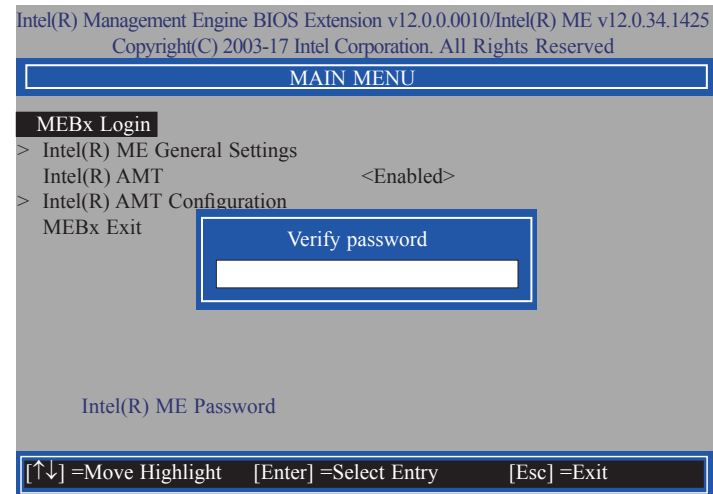 Intel(R) Management Engine BIOS Extension v12.0.0.0010/Intel(R) ME v12.0.34.1425
Copyright(C) 2003-17 Intel Corporation. All Rights Reserved
MAIN MENU
MEBx Login
> Intel(R) ME General Settings
Intel(R) AMT <Enabled>
> Intel(R) AMT Configuration
MEBx Exit
Verify password
Intel(R) ME Password
[↑↓] =Move Highlight [Enter] =Select Entry [Esc] =Exit